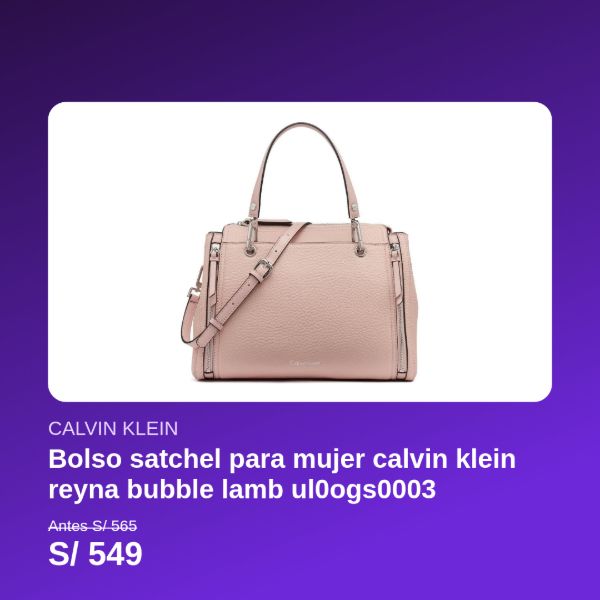 CALVIN KLEIN
Bolso satchel para mujer calvin klein
reyna bubble lamb ul0ogs0003
Antes S/ 565
S/ 549